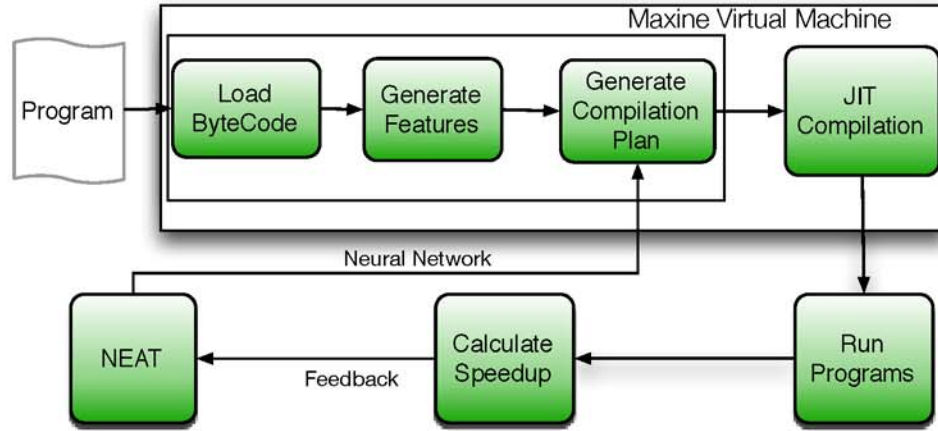 Maxine Virtual Machine
Program
Load
ByteCode
Generate
Features
Generate
Compilation
Plan
JIT
Compilation
Neural Network
NEAT
Feedback
Calculate
Speedup
Run
Programs